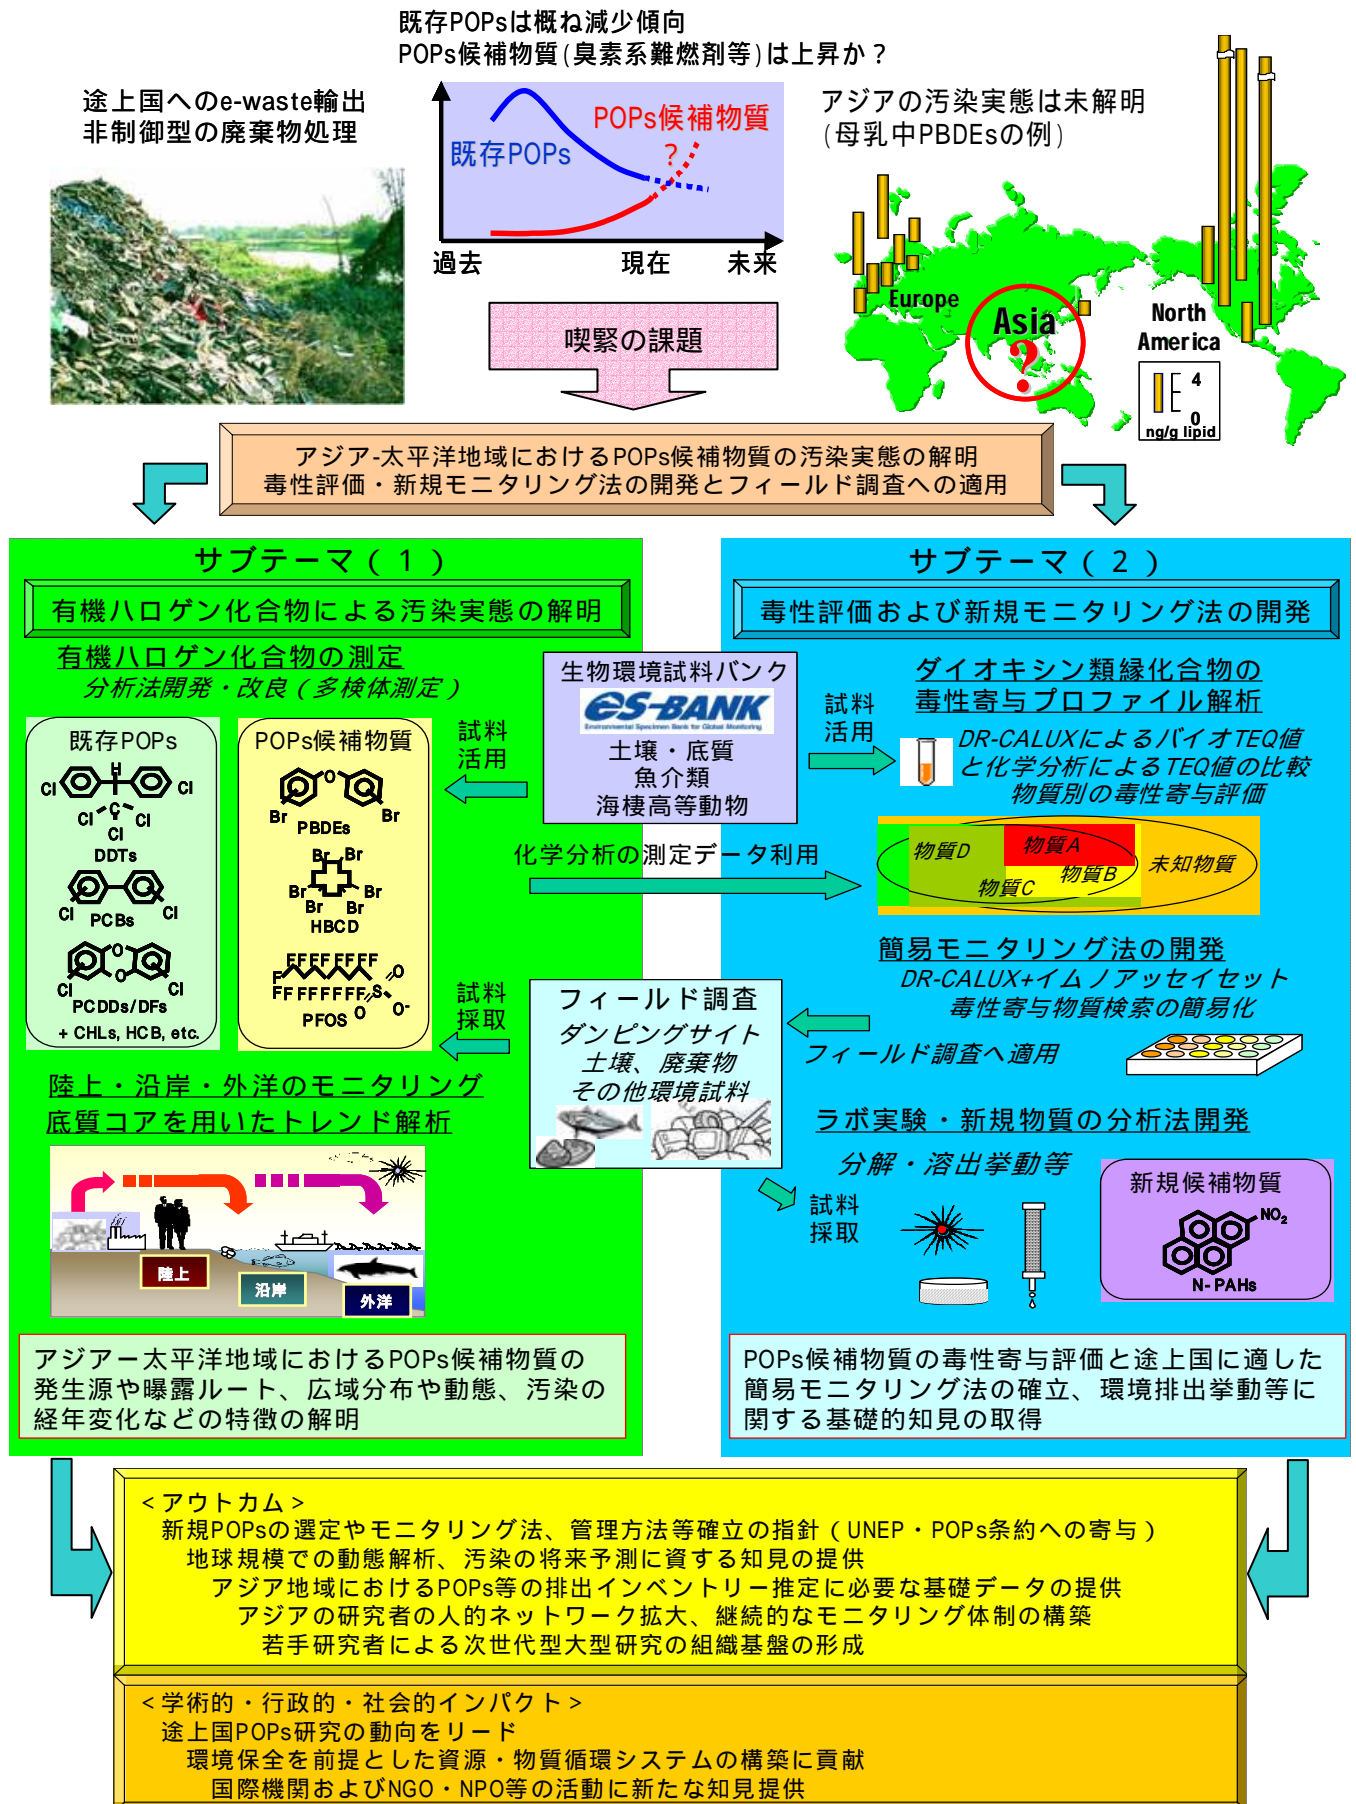 既存POPsは概ね減少傾向
POPs候補物質(臭素系難燃剤等)は上昇か？
途上国へのe-waste輸出
非制御型の廃棄物処理
POPs候補物質
?
既存POPs
過去
現在
未来
アジアの汚染実態は未解明
(母乳中PBDEsの例)
Europe
Asia
?
North
America
4
0
ng/g lipid
喫緊の課題
アジア-太平洋地域におけるPOPs候補物質の汚染実態の解明
毒性評価・新規モニタリング法の開発とフィールド調査への適用
サブテーマ（１）
有機ハロゲン化合物による汚染実態の解明
有機ハロゲン化合物の測定
分析法開発・改良（多検体測定）
既存POPs
H
Cl
Cl
C
Cl
Cl
Cl
DDTs
Cl
Cl
PCBs
O
O
Cl
Cl
PCDDs/DFs
+ CHLs, HCB, etc.
POPs候補物質
O
Br
Br
PBDEs
Br
Br
Br
Br
Br
Br
HBCD
FFFF FFFF
F
FF FFFFFF
S
O
O
O-
PFOS
試料
活用
試料
採取
生物環境試料バンク
eS-BANK
Environmental Specimen Bank for Global Monitoring
土壌・底質
魚介類
海棲高等動物
化学分析の測定データ利用
フィールド調査
ダンピングサイト
土壌、廃棄物
その他環境試料
陸上・沿岸・外洋のモニタリング
底質コアを用いたトレンド解析
陸上
沿岸
外洋
アジアー太平洋地域におけるPOPs候補物質の
発生源や曝露ルート、広域分布や動態、汚染の
経年変化などの特徴の解明
サブテーマ（２）
毒性評価および新規モニタリング法の開発
試料
活用
ダイオキシン類縁化合物の
毒性寄与プロファイル解析
DR-CALUXによるバイオTEQ値
と化学分析によるTEQ値の比較
物質別の毒性寄与評価
物質D
物質A
物質B
物質C
未知物質
簡易モニタリング法の開発
DR-CALUX+イムノアッセイセット
毒性寄与物質検索の簡易化
フィールド調査へ適用
ラボ実験・新規物質の分析法開発
分解・溶出挙動等
試料
採取
新規候補物質
NO2
N- PAHs
POPs候補物質の毒性寄与評価と途上国に適した
簡易モニタリング法の確立、環境排出挙動等に
関する基礎的知見の取得
<アウトカム>
新規POPsの選定やモニタリング法、管理方法等確立の指針（UNEP・POPs条約への寄与）
地球規模での動態解析、汚染の将来予測に資する知見の提供
アジア地域におけるPOPs等の排出インベントリー推定に必要な基礎データの提供
アジアの研究者の人的ネットワーク拡大、継続的なモニタリング体制の構築
若手研究者による次世代型大型研究の組織基盤の形成
<学術的・行政的・社会的インパクト>
途上国POPs研究の動向をリード
環境保全を前提とした資源・物質循環システムの構築に貢献
国際機関およびNGO・NPO等の活動に新たな知見提供